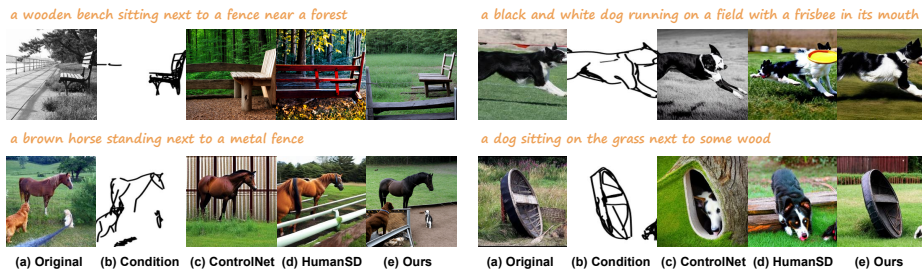 a wooden bench sitting next to a fence near a forest
a black and white dog running on a field with a frisbee in its mouth
a brown horse standing next to a metal fence
a dog sitting on the grass next to some wood
(a) Original (b) Condition (c) ControlNet (d) HumanSD (e) Ours
(a) Original (b) Condition (c) ControlNet (d) HumanSD (e) Ours